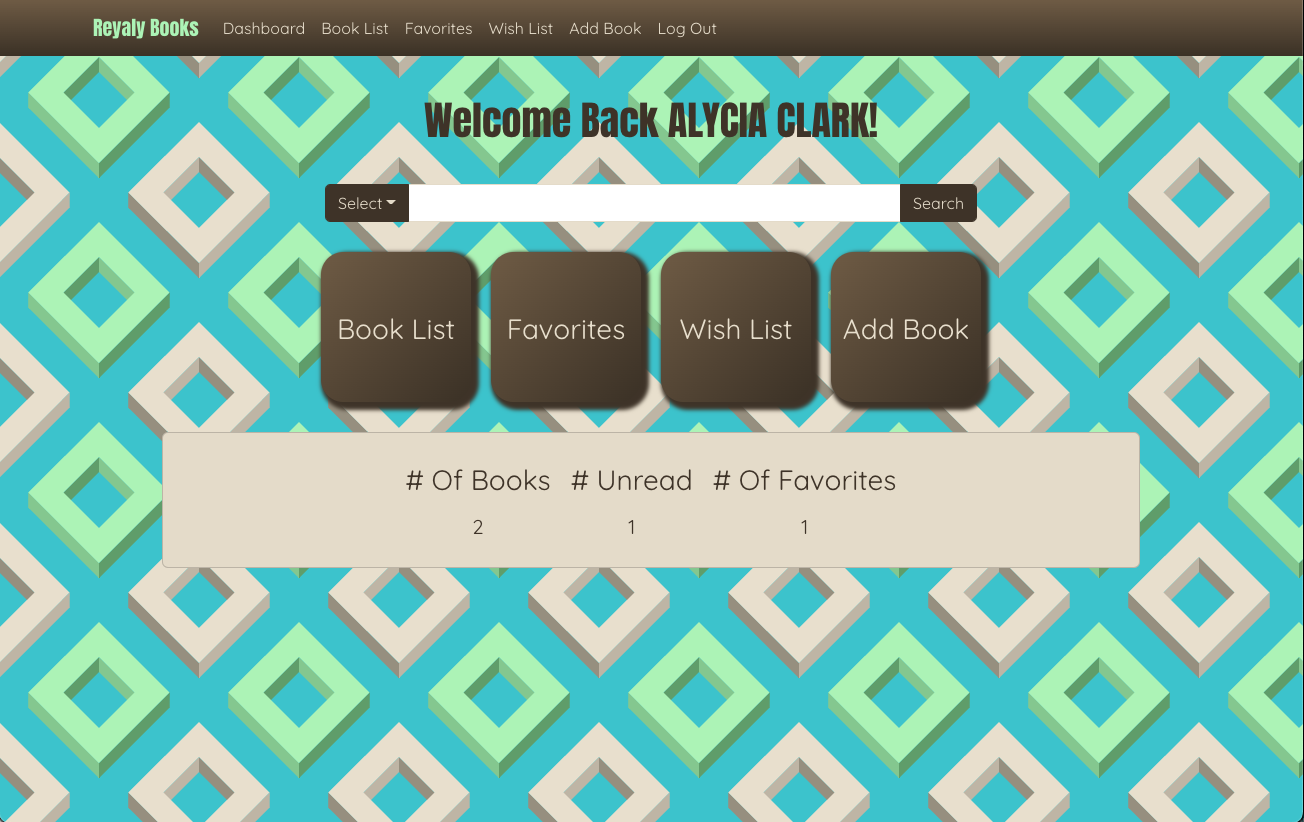 Reyaly Books Dashboard Book List Favorites Wish List Add Book Log Out
Welcome Back ALYCIA CLARK!
Select Search
Book List Favorites Wish List Add Book
# Of Books # Unread # Of Favorites
2 1 1